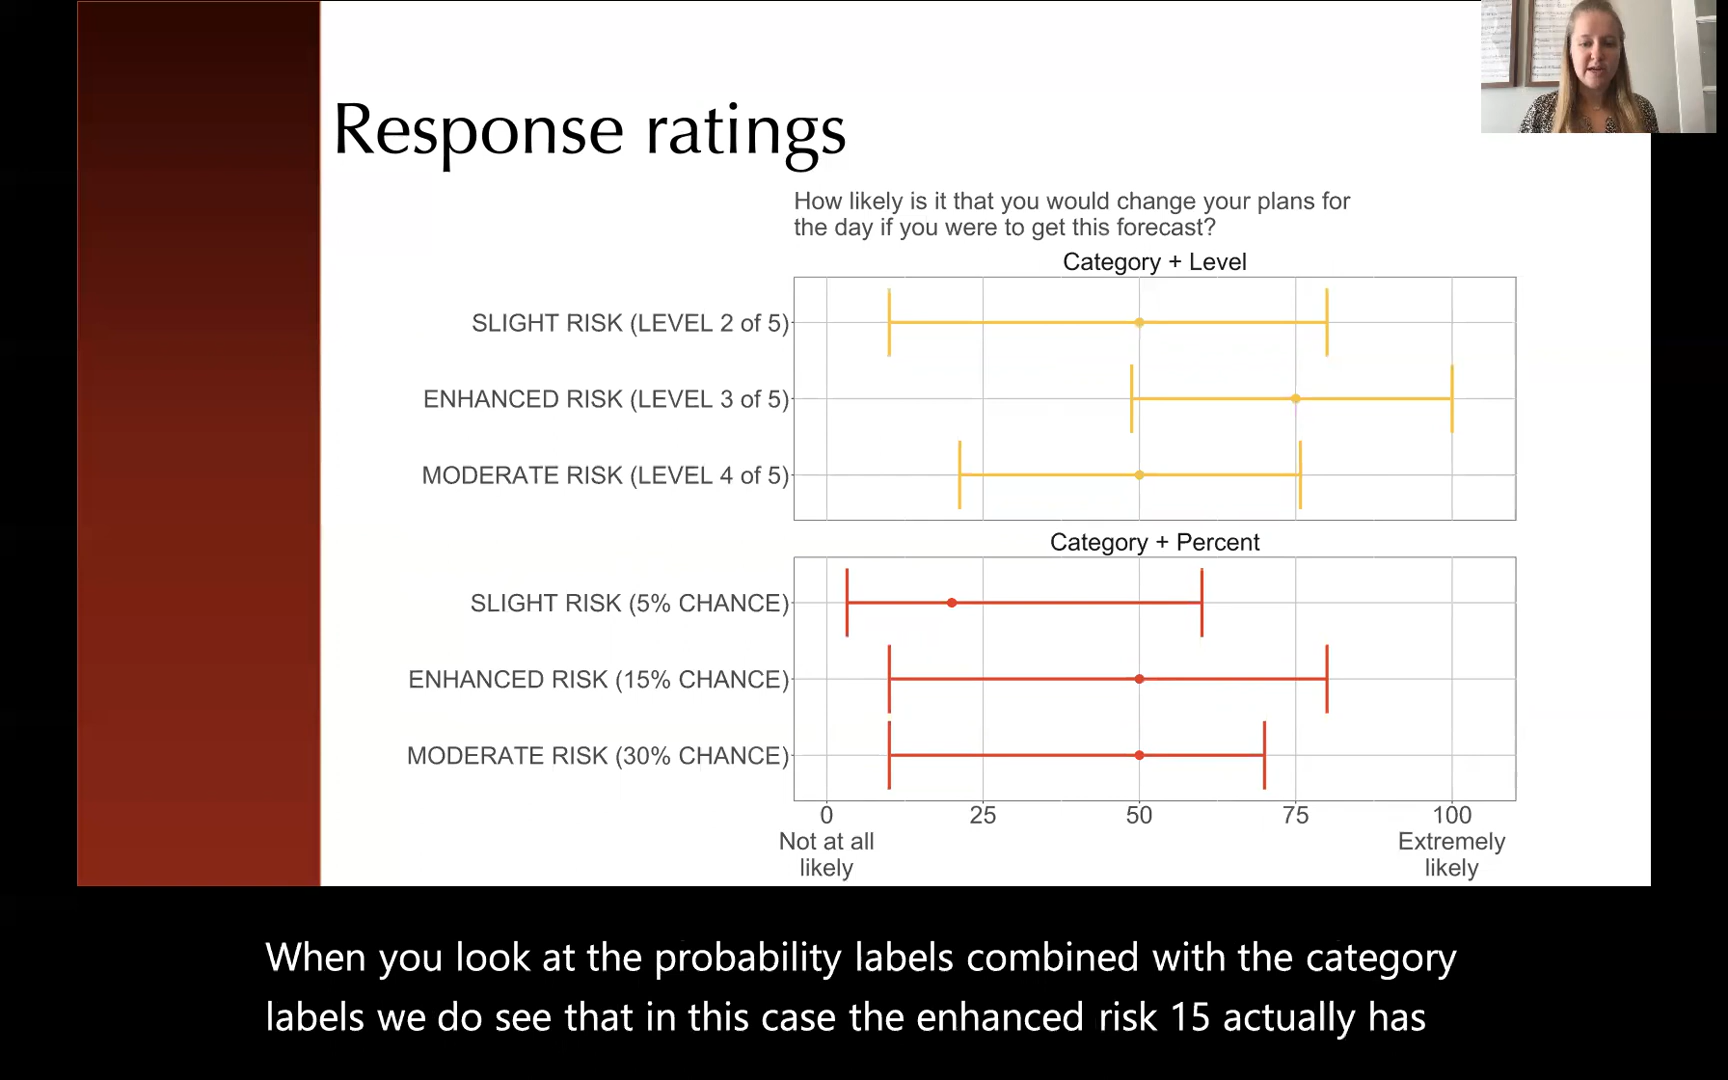 Response ratings
How likely is it that you would change your plans for
the day if you were to get this forecast?
Category + Level
SLIGHT RISK (LEVEL 2 of 5)
ENHANCED RISK (LEVEL 3 of 5)
MODERATE RISK (LEVEL 4 of 5)
Category + Percent
SLIGHT RISK (5% CHANCE)
ENHANCED RISK (15% CHANCE)
MODERATE RISK (30% CHANCE)
0 25 50 75 100
Not at all Extremely
likely likely
When you look at the probability labels combined with the category
labels we do see that in this case the enhanced risk 15 actually has